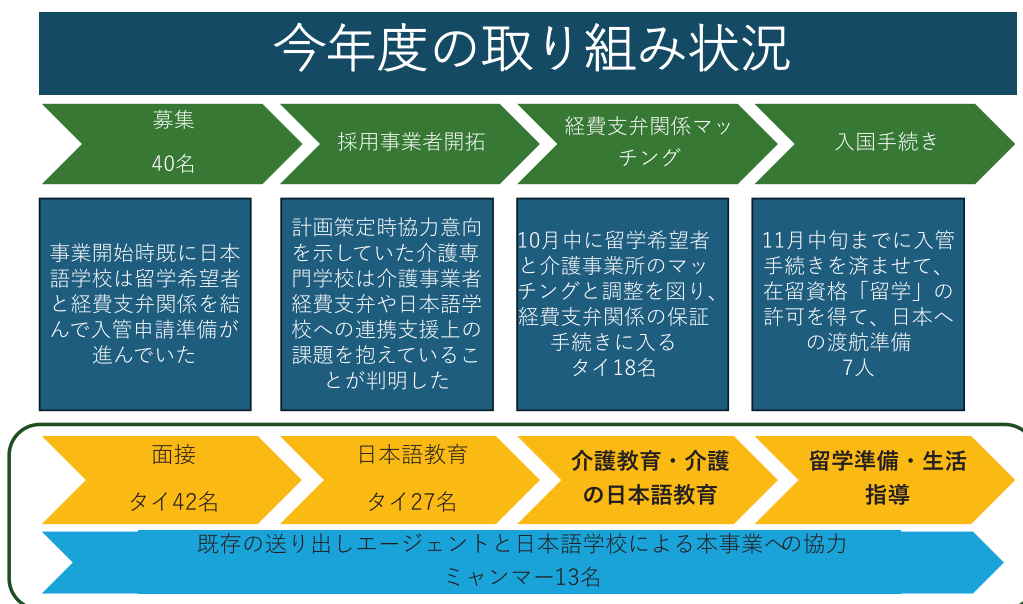 今年度の取り組み状況
募集
40名
採用事業者開拓
経費支弁関係マッ
チング
入国手続き
事業開始時既に日本
語学校は留学希望者
と経費支弁関係を結
んで入管申請準備が
進んでいた
計画策定時協力意向
を示していた介護専
門学校は介護事業者
経費支弁や日本語学
校への連携支援上の
課題を抱えているこ
とが判明した
10月中に留学希望者
と介護事業所のマッ
チングと調整を図り、
経費支弁関係の保証
手続きに入る
タイ18名
11月中旬までに入管
手続きを済ませて、
在留資格「留学」の
許可を得て、日本へ
の渡航準備
7人
面接
タイ42名
日本語教育
タイ27名
介護教育・介護
の日本語教育
留学準備・生活
指導
既存の送り出しエージェントと日本語学校による本事業への協力
ミャンマー13名